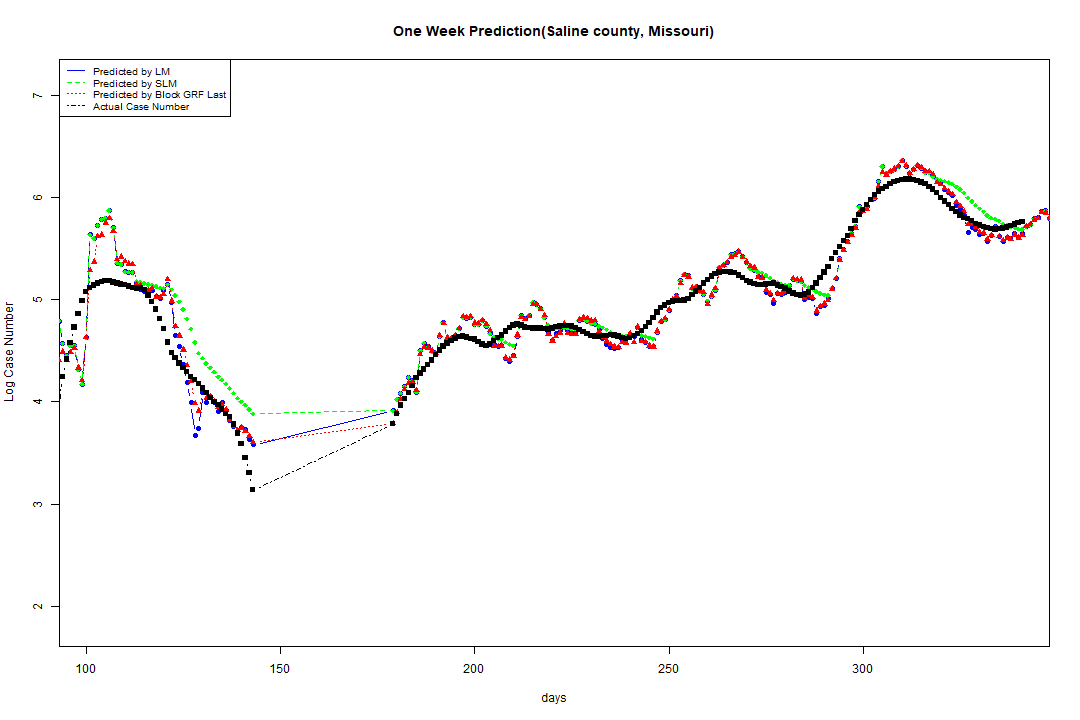 One Week Prediction(Saline county, Missouri)
Predicted by LM
Predicted by SLM
Predicted by Block GRF Last
Actual Case Number
7
6
5
4
3
2
Log Case Number
100 150 200 250 300
days